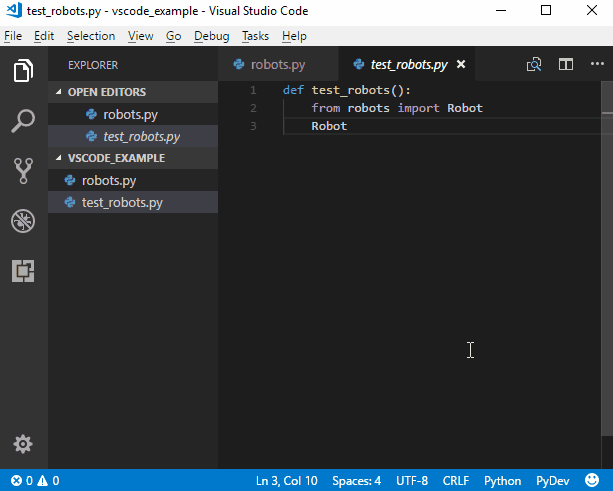 test_robots.py - vscode_example - Visual Studio Code
File Edit Selection View Go Debug Tasks Help
EXPLORER
OPEN EDITORS
robots.py
test_robots.py
VSCODE_EXAMPLE
robots.py
test_robots.py
robots.py test_robots.py
1 def test_robots():
2 from robots import Robot
3 Robot
0 0 Ln 3, Col 10 Spaces: 4 UTF-8 CRLF Python PyDev